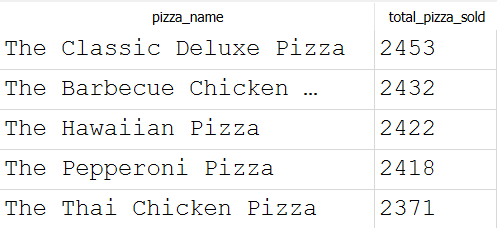 pizza_name total_pizza_sold
The Classic Deluxe Pizza 2453
The Barbecue Chicken … 2432
The Hawaiian Pizza 2422
The Pepperoni Pizza 2418
The Thai Chicken Pizza 2371